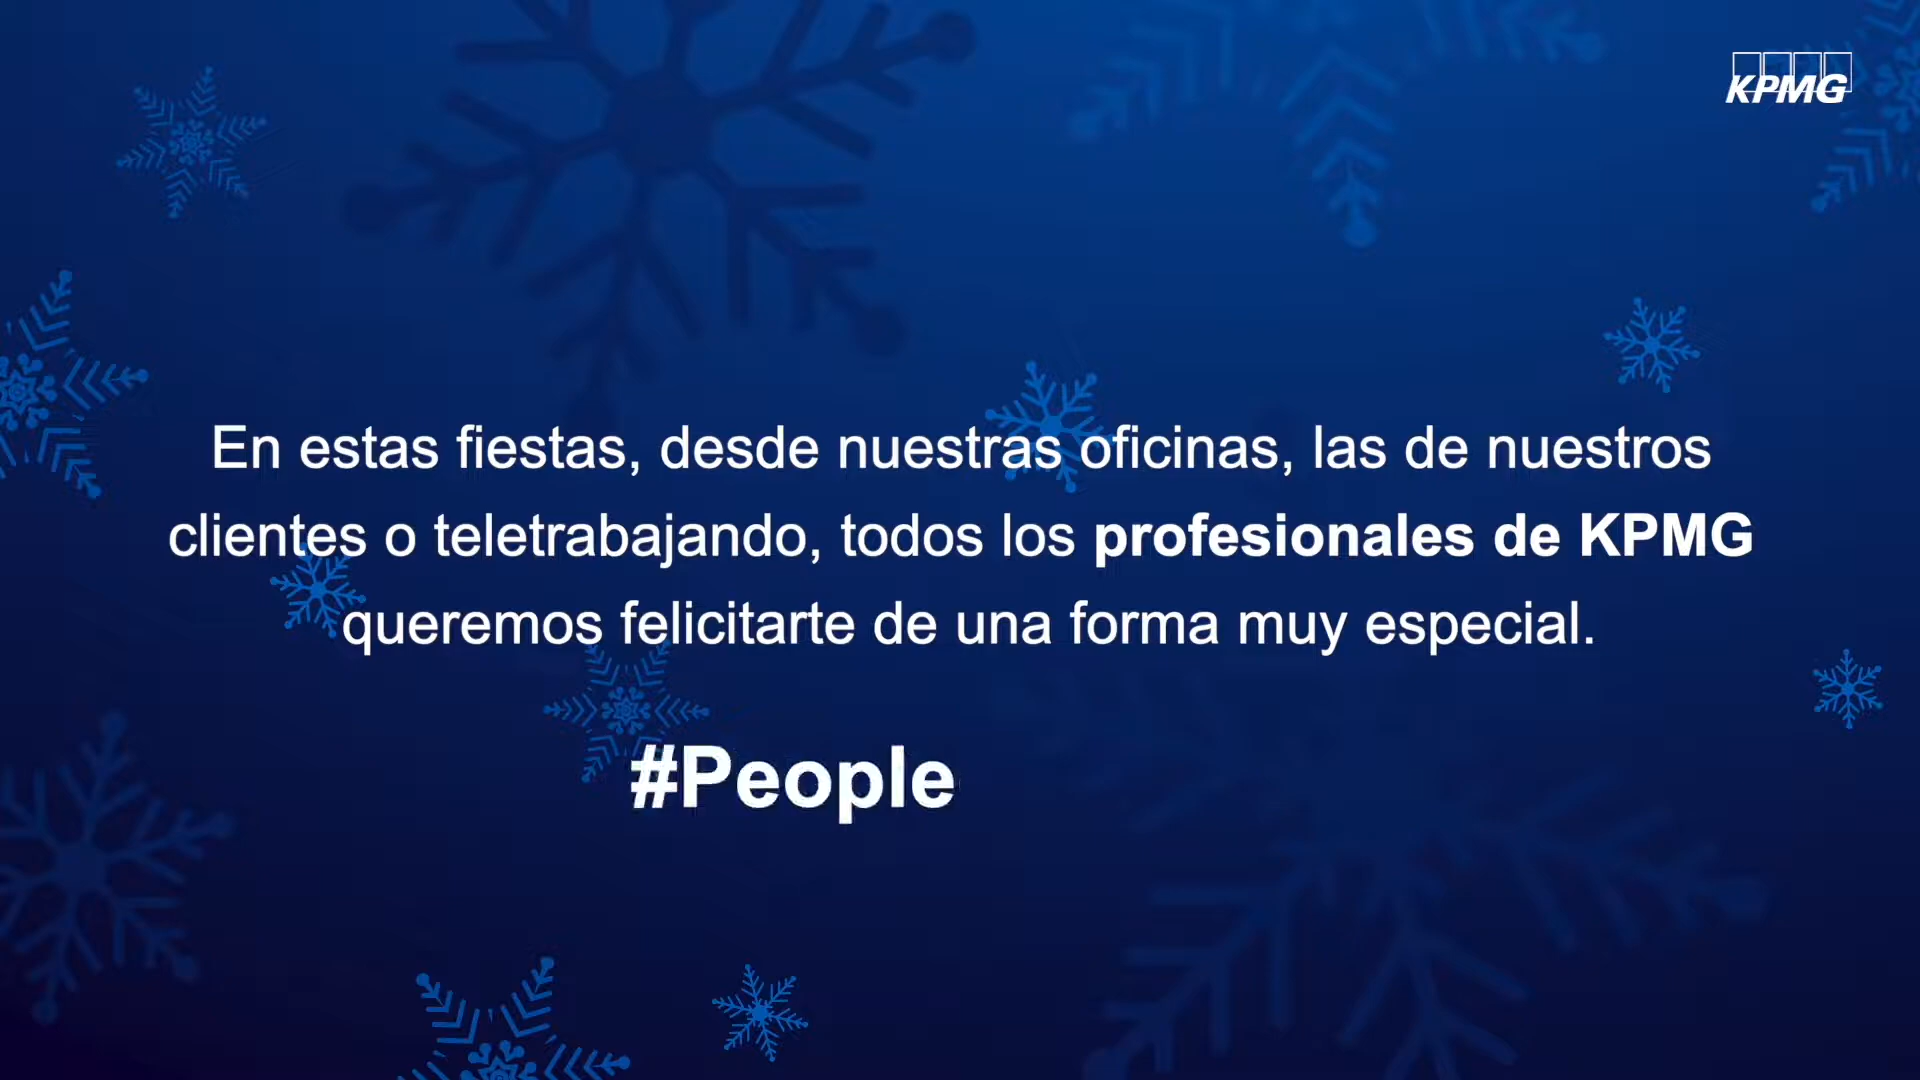 KPMG
En estas fiestas, desde nuestras oficinas, las de nuestros
clientes o teletrabajando, todos los profesionales de KPMG
queremos felicitarte de una forma muy especial.
#People